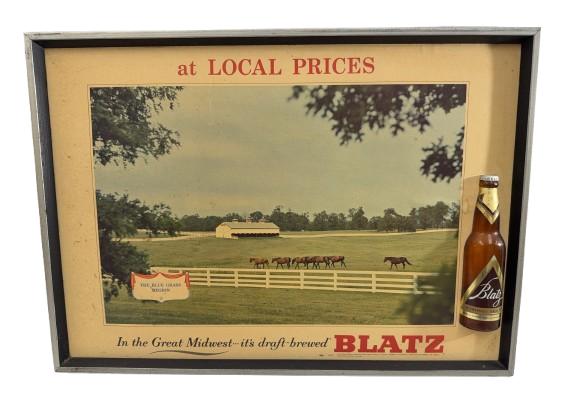 at LOCAL PRICES
THE BLUE GRASS
REGION
Blatz
In the Great Midwest--it's draft-brewed BLATZ